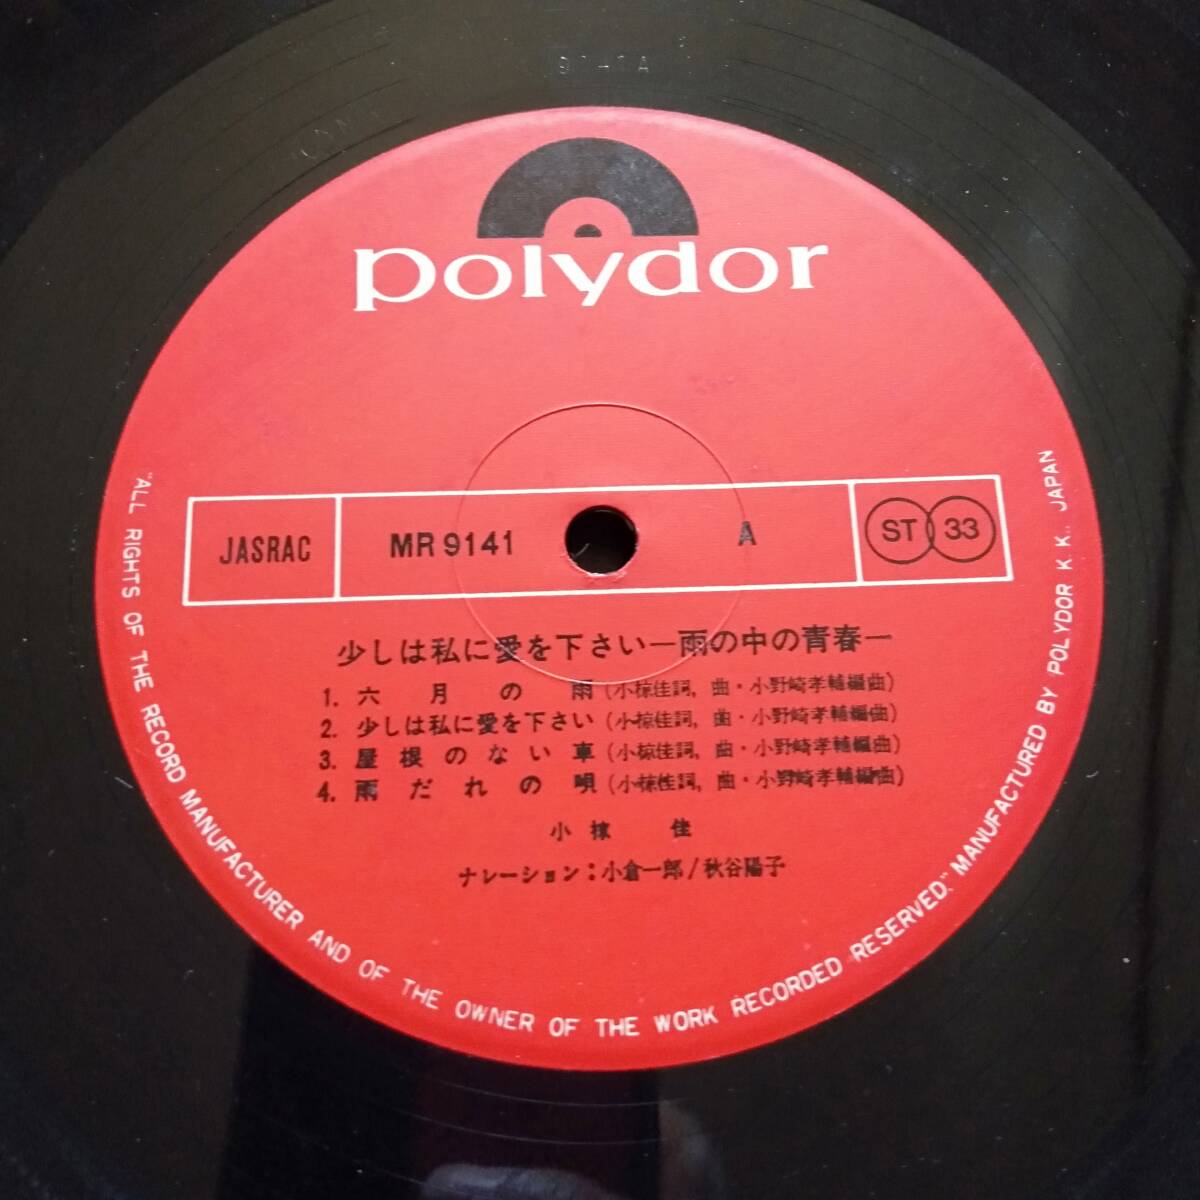 polydor
JASRAC
MR 9141
A
ST 33
少しは私に愛を下さい—雨の中の青春—
1. 六月の雨 (小椋佳詞, 曲・小野崎孝輔編曲)
2. 少しは私に愛を下さい (小椋佳詞, 曲・小野崎孝輔編曲)
3. 屋根のない車 (小椋佳詞, 曲・小野崎孝輔編曲)
4. 雨だれの唄 (小椋佳詞, 曲・小野崎孝輔編曲)
小椋 佳
ナレーション：小倉一郎/秋谷陽子
"ALL RIGHTS OF THE RECORD MANUFACTURER AND OF THE OWNER OF THE WORK RECORDED RESERVED." MANUFACTURED BY POLYDOR K.K., JAPAN